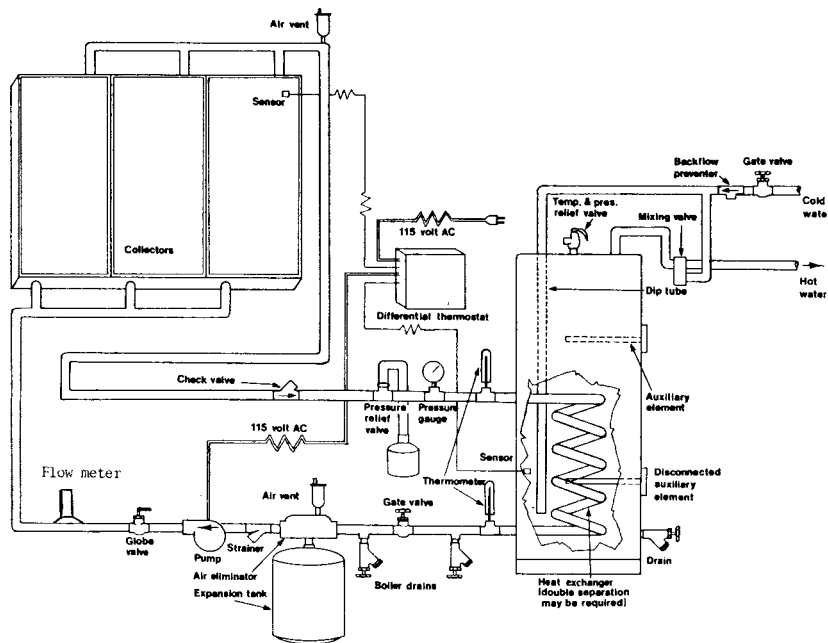 Air vent
Sensor
Collectors
115 volt AC
Differential thermostat
Backflow
preventer
Gate valve
Cold
wate
Temp. & pres.
relief valve
Mixing valve
Hot
water
Dip tube
Auxiliary
element
Check valve
Pressure
relief
valve
Pressure
gauge
115 volt AC
Sensor
Thermometer
Disconnected
auxiliary
element
Flow meter
Air vent
Gate valve
Globe
valve
Pump
Strainer
Air eliminator
Expansion tank
Boiler drains
Drain
Heat exchanger
(double separation
may be required)